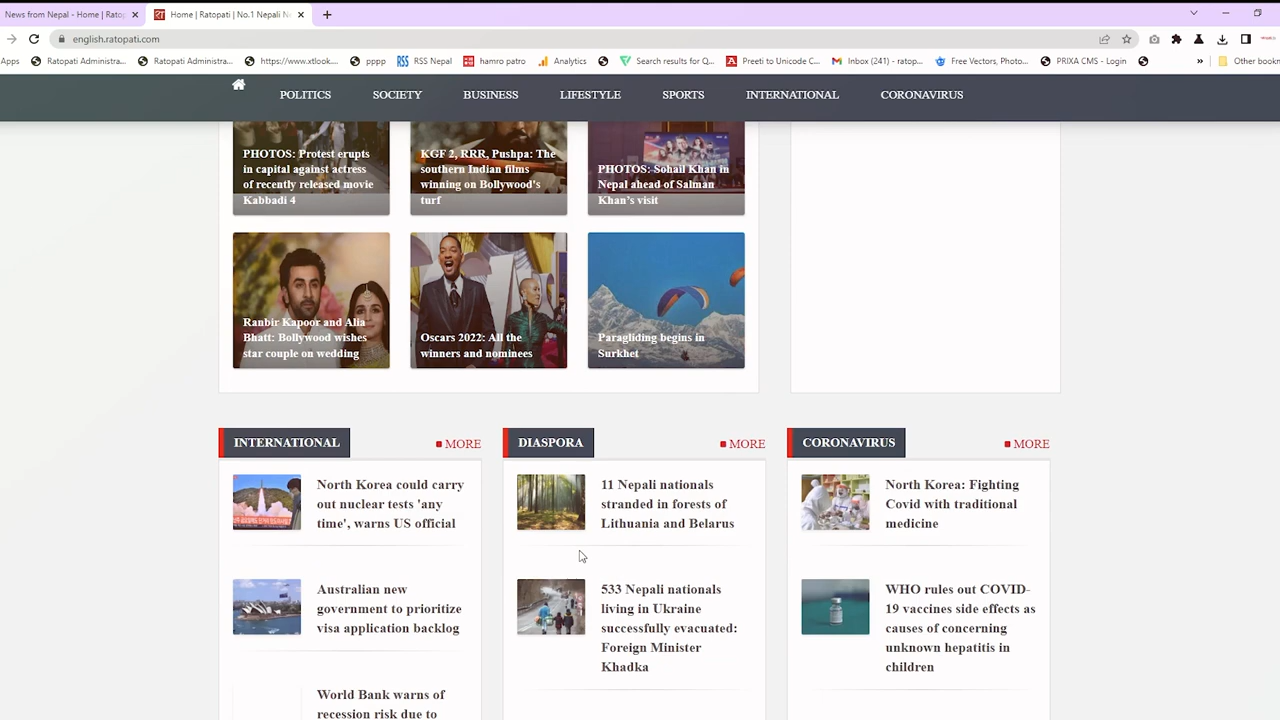 News from Nepal - Home | Ratop
Home | Ratopati | No.1 Nepali Ne
english.ratopati.com
Apps
Ratopati Administra...
Ratopati Administra...
https://www.xtlook....
pppp
RSS Nepal
hamro patro
Analytics
Search results for Q...
Preeti to Unicode C...
Inbox (241) - ratop...
Free Vectors, Photo...
PRIXA CMS - Login
»
Other bookm
POLITICS
SOCIETY
BUSINESS
LIFESTYLE
SPORTS
INTERNATIONAL
CORONAVIRUS
PHOTOS: Protest erupts
in capital against actress
of recently released movie
Kabbadi 4
KGF 2, RRR, Pushpa: The
southern Indian films
winning on Bollywood's
turf
PHOTOS: Sohail Khan in
Nepal ahead of Salman
Khan's visit
Ranbir Kapoor and Alia
Bhatt: Bollywood wishes
star couple on wedding
Oscars 2022: All the
winners and nominees
Paragliding begins in
Surkhet
INTERNATIONAL
MORE
North Korea could carry
out nuclear tests 'any
time', warns US official
Australian new
government to prioritize
visa application backlog
World Bank warns of
recession risk due to
DIASPORA
MORE
11 Nepali nationals
stranded in forests of
Lithuania and Belarus
533 Nepali nationals
living in Ukraine
successfully evacuated:
Foreign Minister
Khadka
CORONAVIRUS
MORE
North Korea: Fighting
Covid with traditional
medicine
WHO rules out COVID-
19 vaccines side effects as
causes of concerning
unknown hepatitis in
children